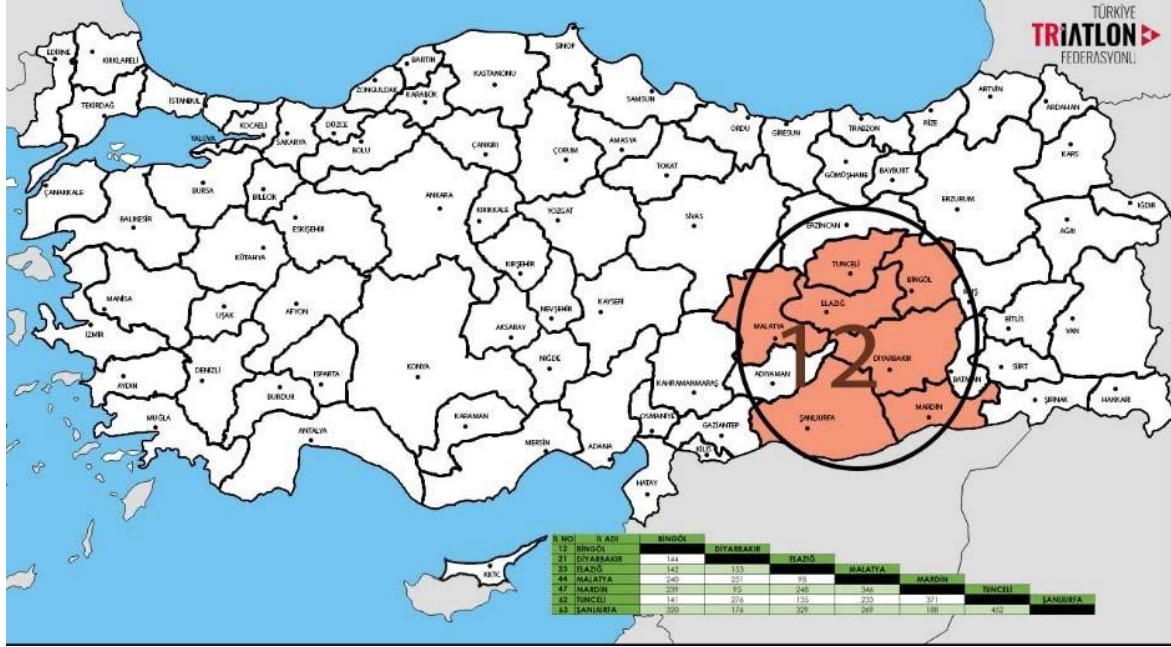 TÜRKİYE
TRİATLON
FEDERASYONU
EDİRNE
KIRKLARELİ
TEKİRDAĞ
İSTANBUL
KOCAELİ
YALOVA
SAKARYA
DÜZCE
ZONGULDAK
BARTIN
KARABÜK
KASTAMONU
SİNOP
BOLU
ÇANKIRI
ÇORUM
SAMSUN
AMASYA
TOKAT
ORDU
GİRESUN
TRABZON
RİZE
ARTVİN
ARDAHAN
KARS
GÜMÜŞHANE
BAYBURT
ERZURUM
IĞDIR
AĞRI
ÇANAKKALE
BALIKESİR
BURSA
BİLECİK
ESKİŞEHİR
KÜTAHYA
ANKARA
KIRIKKALE
YOZGAT
SİVAS
ERZİNCAN
TUNCELİ
BİNGÖL
MUŞ
BİTLİS
VAN
MANİSA
İZMİR
UŞAK
AFYON
KIRŞEHİR
NEVŞEHİR
KAYSERİ
AKSARAY
MALATYA
ELAZIĞ
12
DİYARBAKIR
ADIYAMAN
BATMAN
SİİRT
ŞIRNAK
HAKKARİ
AYDIN
DENİZLİ
ISPARTA
BURDUR
KONYA
NİĞDE
KAHRAMANMARAŞ
MUĞLA
ANTALYA
KARAMAN
MERSİN
ADANA
OSMANİYE
GAZİANTEP
KİLİS
HATAY
ŞANLIURFA
MARDİN
KKTC
İL NO İL ADI BİNGÖL
12 BİNGÖL DİYARBAKIR
21 DİYARBAKIR 144 ELAZIĞ
23 ELAZIĞ 142 153 MALATYA
44 MALATYA 240 251 98 MARDİN
47 MARDİN 239 95 248 346 TUNCELİ
62 TUNCELİ 141 276 135 233 371 ŞANLIURFA
63 ŞANLIURFA 320 176 329 269 188 452